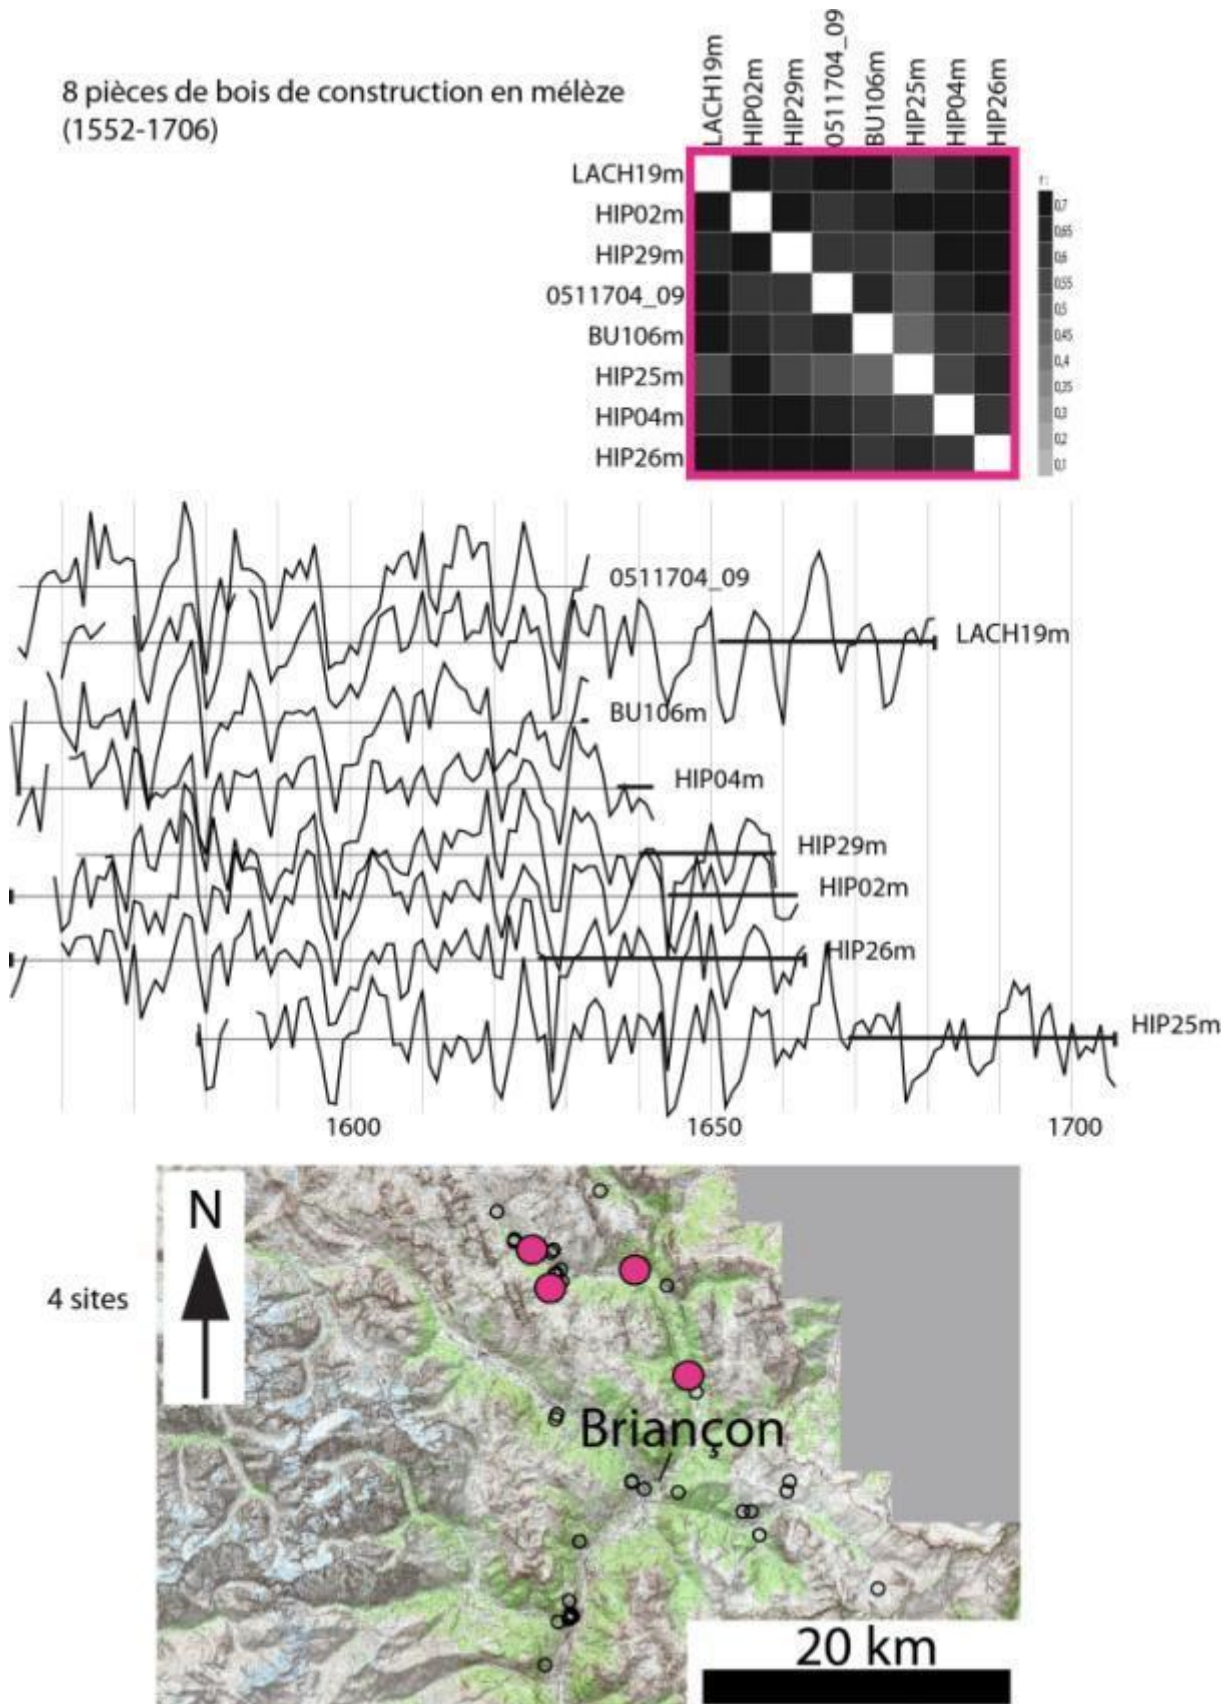 8 pièces de bois de construction en mélèze
(1552-1706)
LACH19m
HIP02m
HIP29m
0511704_09
BU106m
HIP25m
HIP04m
HIP26m
LACH19m
HIP02m
HIP29m
0511704_09
BU106m
HIP25m
HIP04m
HIP26m
r :
0,7
0,65
0,6
0,55
0,5
0,45
0,4
0,35
0,3
0,2
0,1
0511704_09
LACH19m
BU106m
HIP04m
HIP29m
HIP02m
HIP26m
HIP25m
1600
1650
1700
N
4 sites
Briançon
20 km